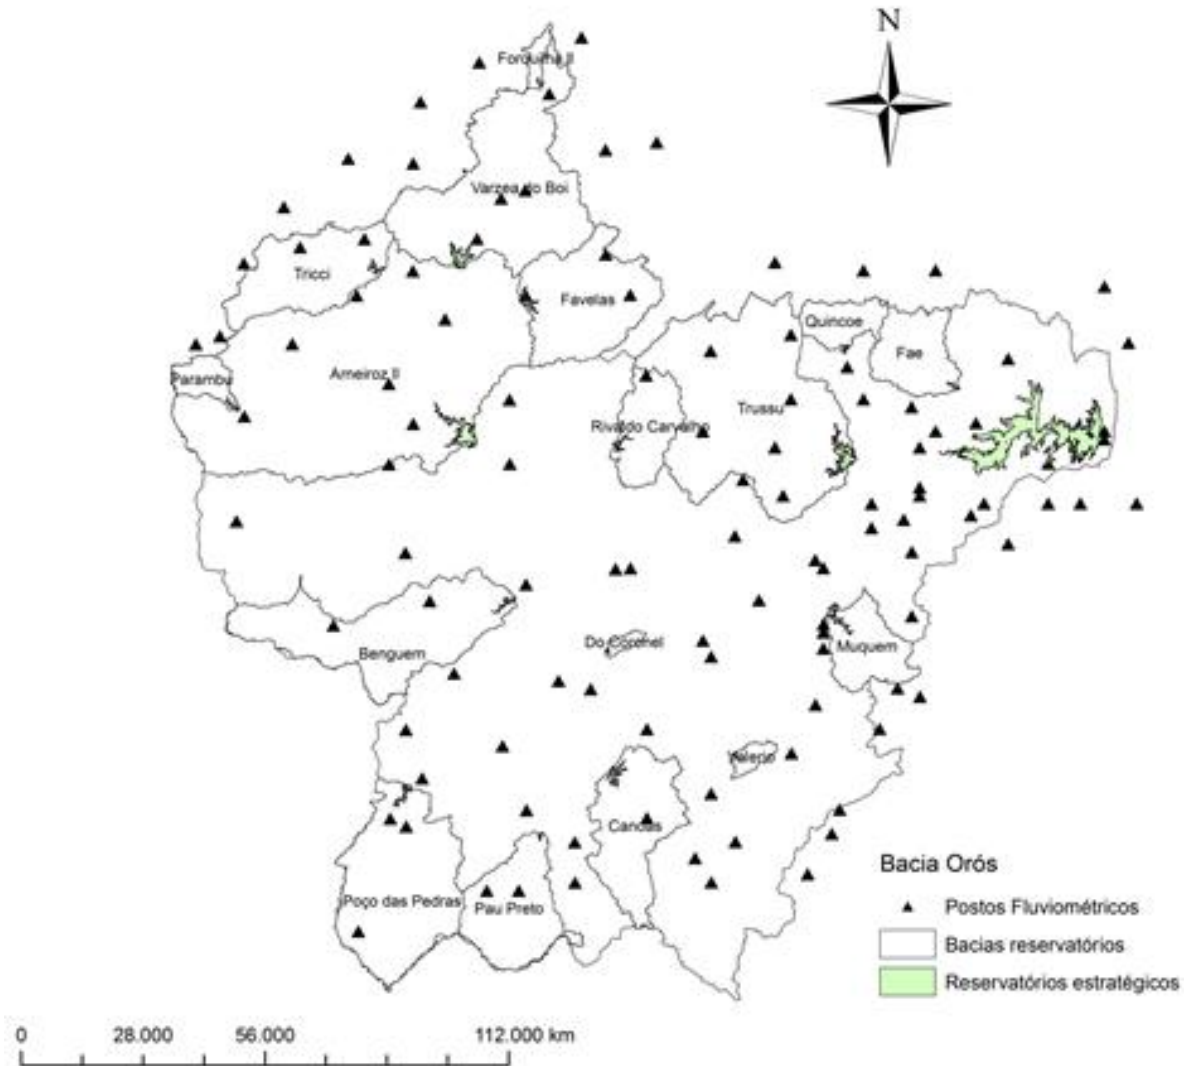 N
Forquilha II
Varzea do Boi
Tricci
Favelas
Quincoe
Fae
Parambu
Arneiroz II
Trussu
Rivaldo Carvalho
Do Coronel
Benguem
Muquem
Valerio
Canoas
Poço das Pedras
Pau Preto
Bacia Orós
Postos Fluviométricos
Bacias reservatórios
Reservatórios estratégicos
0 28.000 56.000 112.000 km